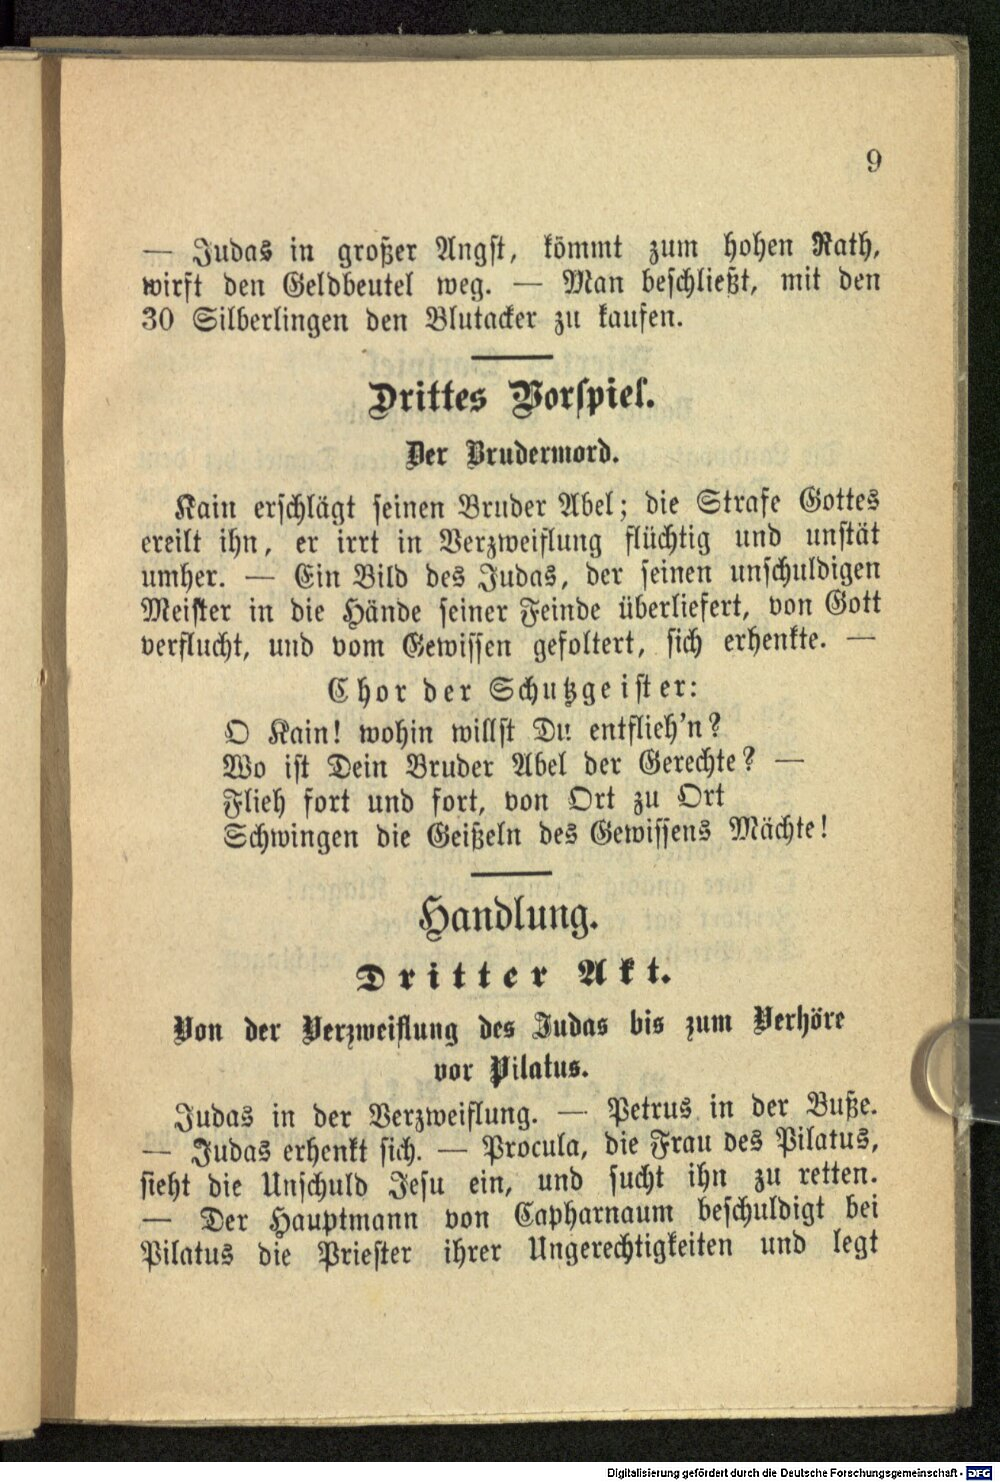 9
— Judas in großer Angst, kömmt zum hohen Rath,
wirft den Geldbeutel weg. — Man beschließt, mit den
30 Silberlingen den Blutacker zu kaufen.
Drittes Vorspiel.
Der Brudermord.
Kain erschlägt seinen Bruder Abel; die Strafe Gottes
ereilt ihn, er irrt in Verzweiflung flüchtig und unstät
umher. — Ein Bild des Judas, der seinen unschuldigen
Meister in die Hände seiner Feinde überliefert, von Gott
verflucht, und vom Gewissen gefoltert, sich erhenkte. —
Chor der Schutzgeister:
O Kain! wohin willst Du entflieh'n?
Wo ist Dein Bruder Abel der Gerechte? —
Flieh fort und fort, von Ort zu Ort
Schwingen die Geißeln des Gewissens Mächte!
Handlung.
Dritter Akt.
Von der Verzweiflung des Judas bis zum Verhöre
vor Pilatus.
Judas in der Verzweiflung. — Petrus in der Buße.
— Judas erhenkt sich. — Procula, die Frau des Pilatus,
sieht die Unschuld Jesu ein, und sucht ihn zu retten.
— Der Hauptmann von Capharnaum beschuldigt bei
Pilatus die Priester ihrer Ungerechtigkeiten und legt
Digitalisierung gefördert durch die Deutsche Forschungsgemeinschaft - DFG